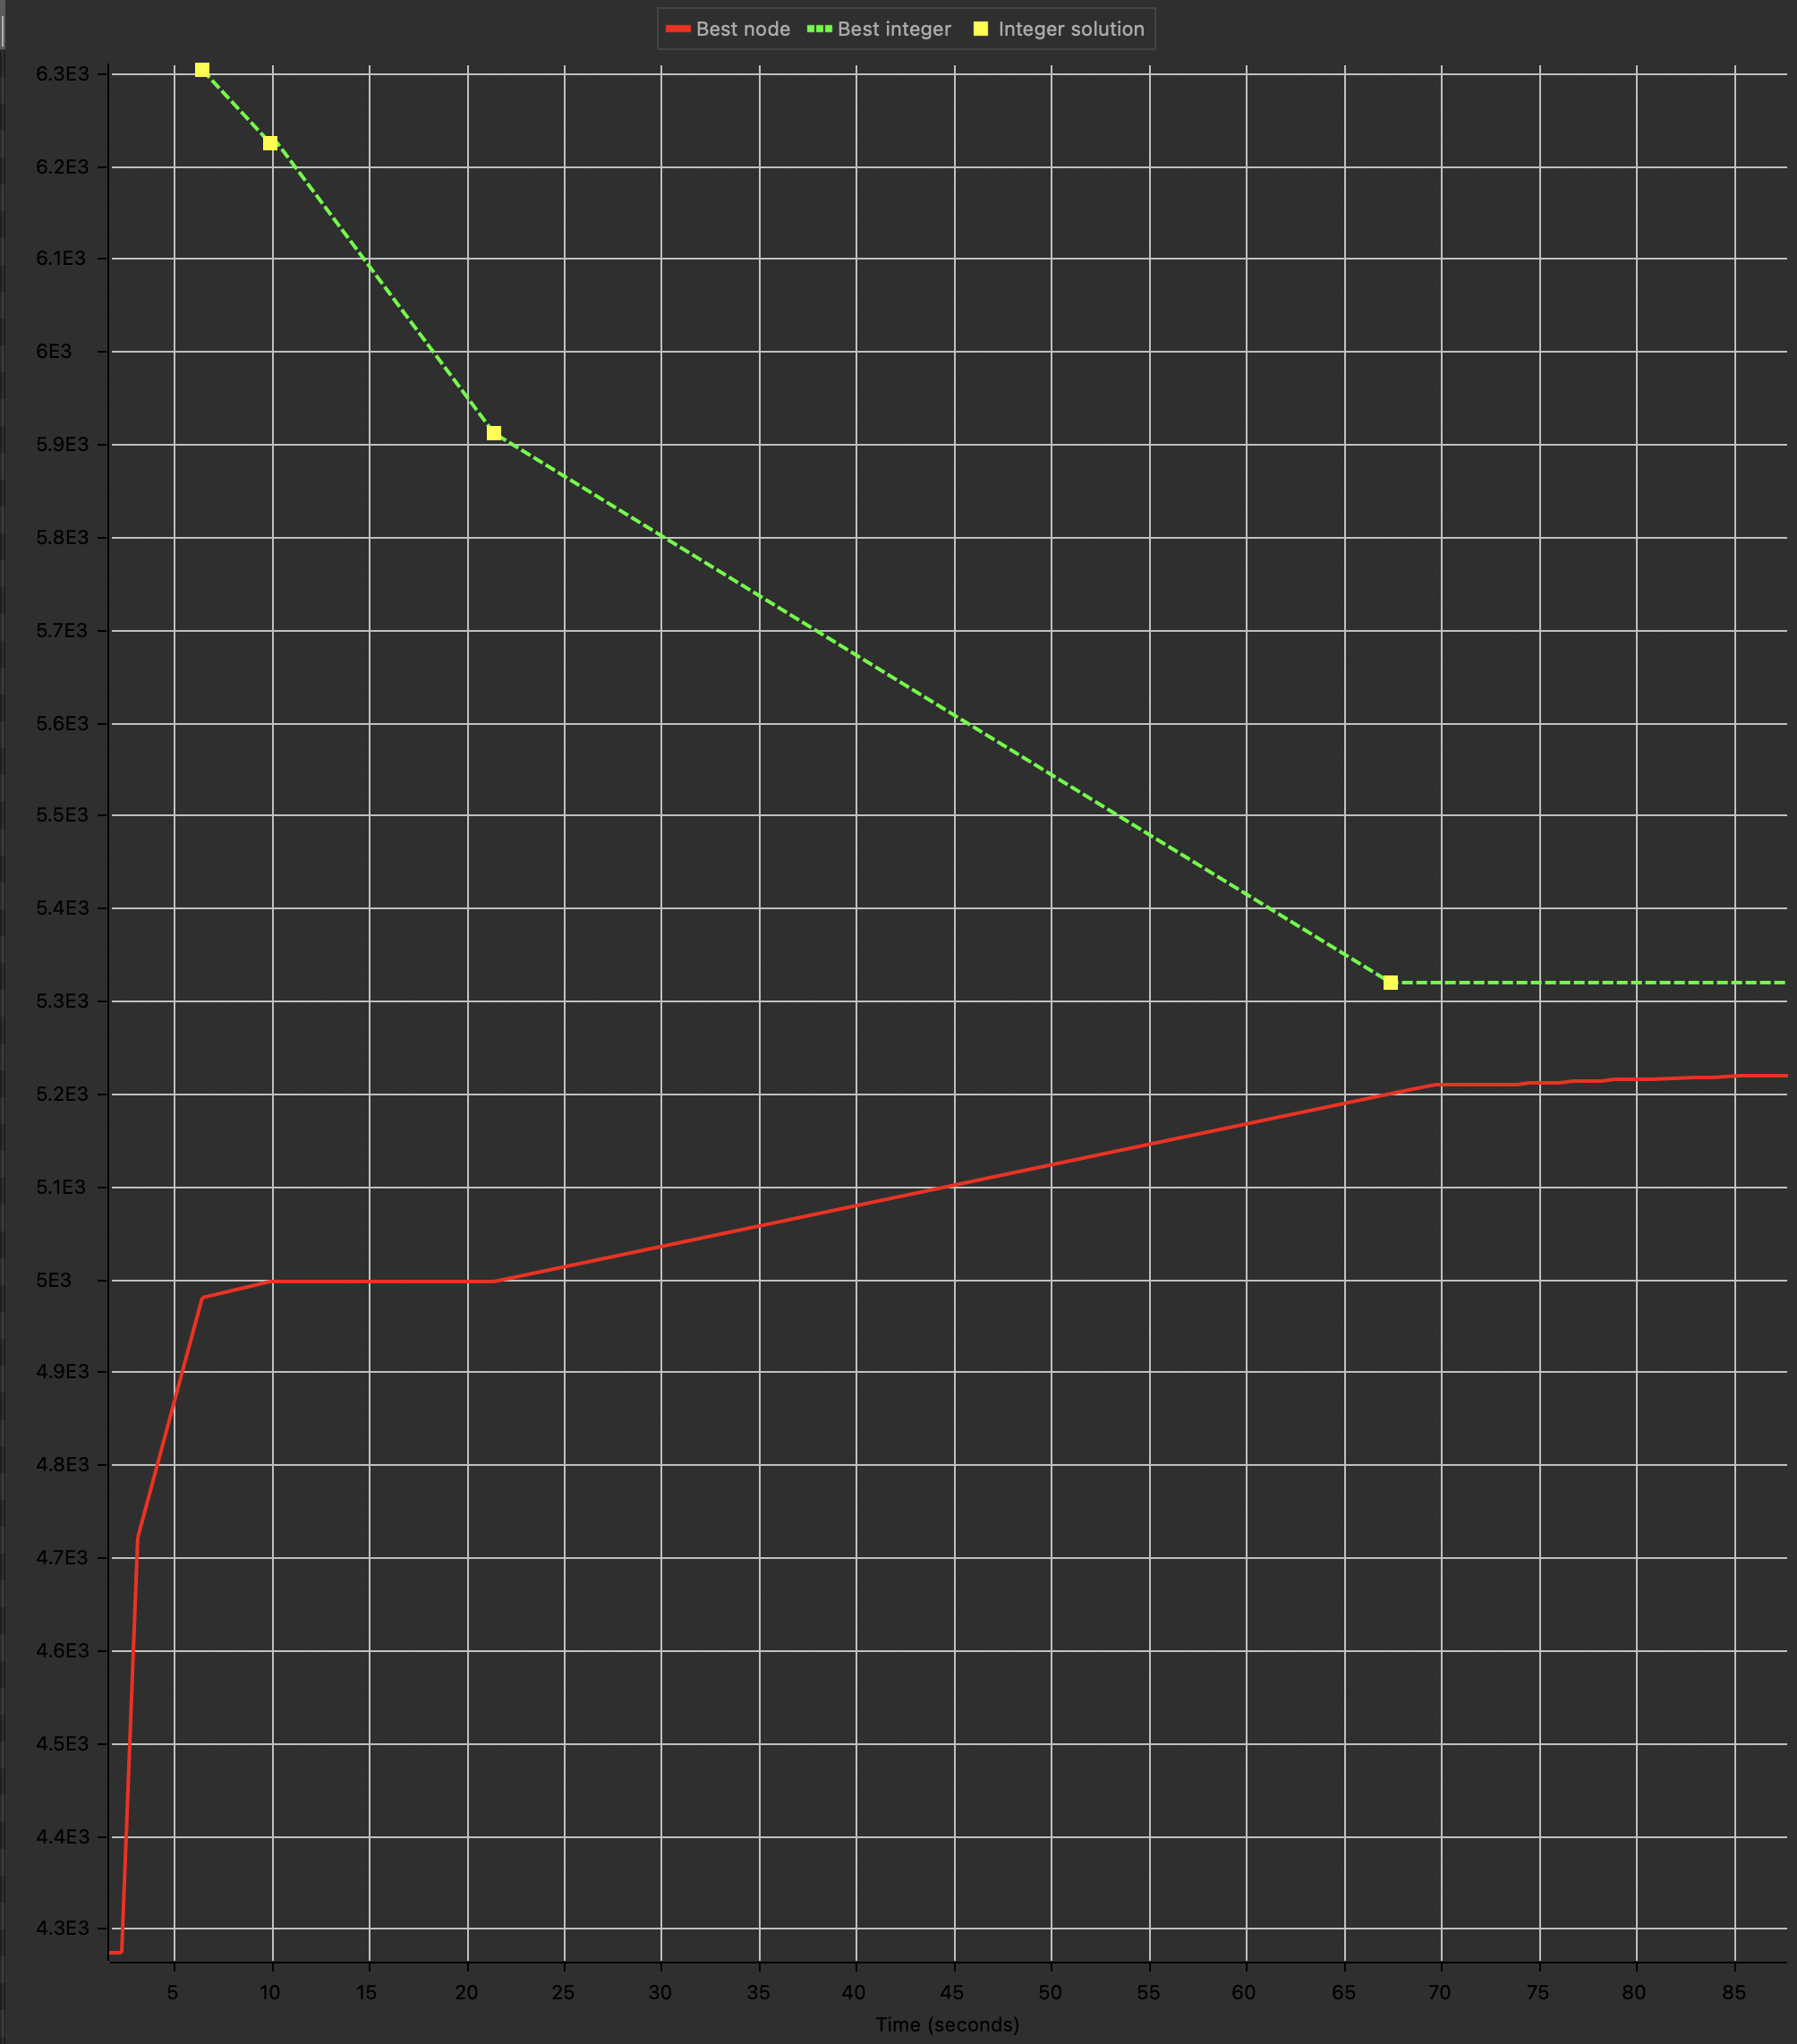 Best node Best integer Integer solution
6.3E3
6.2E3
6.1E3
6E3
5.9E3
5.8E3
5.7E3
5.6E3
5.5E3
5.4E3
5.3E3
5.2E3
5.1E3
5E3
4.9E3
4.8E3
4.7E3
4.6E3
4.5E3
4.4E3
4.3E3
5 10 15 20 25 30 35 40 45 50 55 60 65 70 75 80 85
Time (seconds)